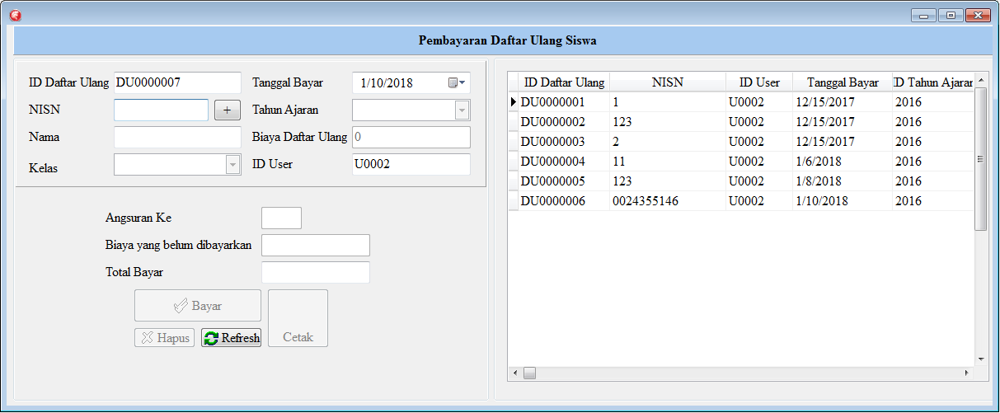 Pembayaran Daftar Ulang Siswa
ID Daftar Ulang DU0000007 Tanggal Bayar 1/10/2018
NISN + Tahun Ajaran
Nama Biaya Daftar Ulang 0
Kelas ID User U0002
Angsuran Ke
Biaya yang belum dibayarkan
Total Bayar
Bayar
Hapus Refresh Cetak
ID Daftar Ulang NISN ID User Tanggal Bayar ID Tahun Ajaran
DU0000001 1 U0002 12/15/2017 2016
DU0000002 123 U0002 12/15/2017 2016
DU0000003 2 U0002 12/15/2017 2016
DU0000004 11 U0002 1/6/2018 2016
DU0000005 123 U0002 1/8/2018 2016
DU0000006 0024355146 U0002 1/10/2018 2016